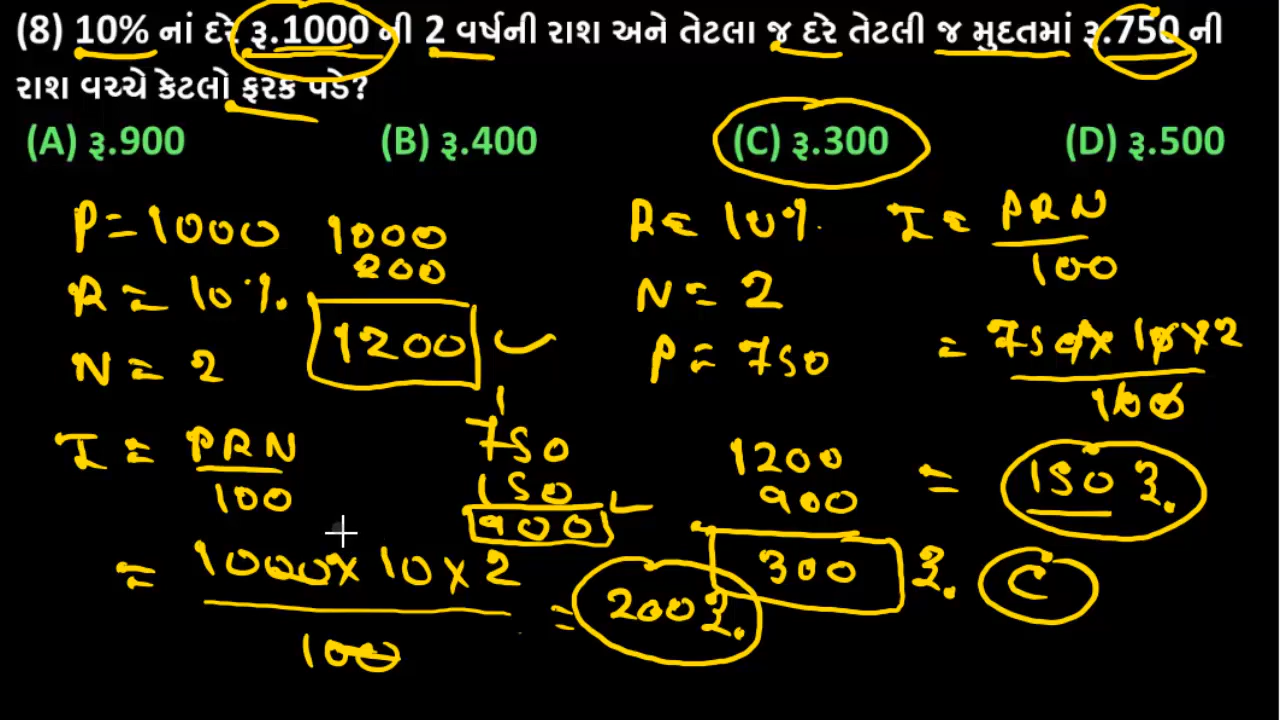 (8) 10% નાં દરે રૂ.1000 ની 2 વર્ષની રાશ અને તેટલા જ દરે તેટલી જ મુદતમાં રૂ.750 ની
રાશ વચ્ચે કેટલો ફરક પડે?
(A) રૂ.900 (B) રૂ.400 (C) રૂ.300 (D) રૂ.500
P = 1000
R = 10%.
N = 2
1000
200
1200
I = PRN
100
= 1000 x 10 x 2
100
= 200 રૂ.
1
750
150
900
R = 10%.
N = 2
P = 750
I = PRN
100
= 750 x 10 x 2
100
= 150 રૂ.
1200
900
300 રૂ. C